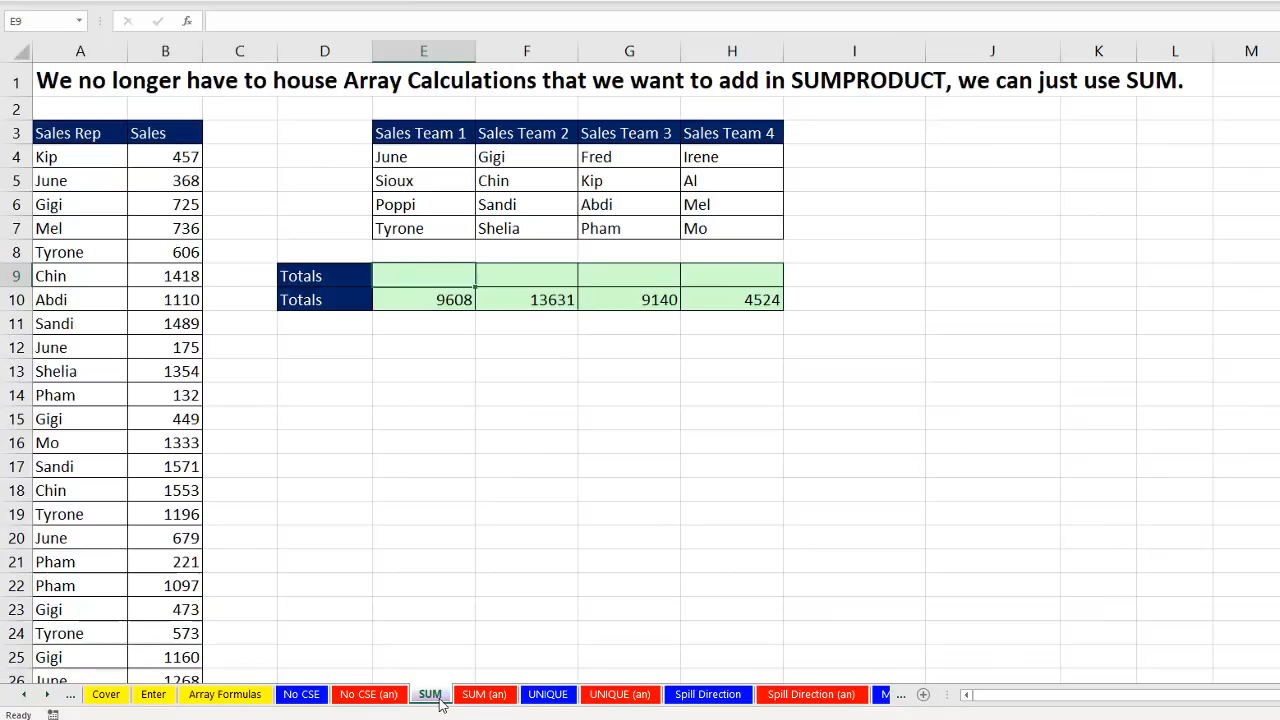 E9
fx
A B C D E F G H I J K L M
1 We no longer have to house Array Calculations that we want to add in SUMPRODUCT, we can just use SUM.
2
3 Sales Rep Sales Sales Team 1 Sales Team 2 Sales Team 3 Sales Team 4
4 Kip 457 June Gigi Fred Irene
5 June 368 Sioux Chin Kip Al
6 Gigi 725 Poppi Sandi Abdi Mel
7 Mel 736 Tyrone Shelia Pham Mo
8 Tyrone 606
9 Chin 1418 Totals
10 Abdi 1110 Totals 9608 13631 9140 4524
11 Sandi 1489
12 June 175
13 Shelia 1354
14 Pham 132
15 Gigi 449
16 Mo 1333
17 Sandi 1571
18 Chin 1553
19 Tyrone 1196
20 June 679
21 Pham 221
22 Pham 1097
23 Gigi 473
24 Tyrone 573
25 Gigi 1160
26 June 1268
... Cover Enter Array Formulas No CSE No CSE (an) SUM SUM (an) UNIQUE UNIQUE (an) Spill Direction Spill Direction (an) M ...
Ready